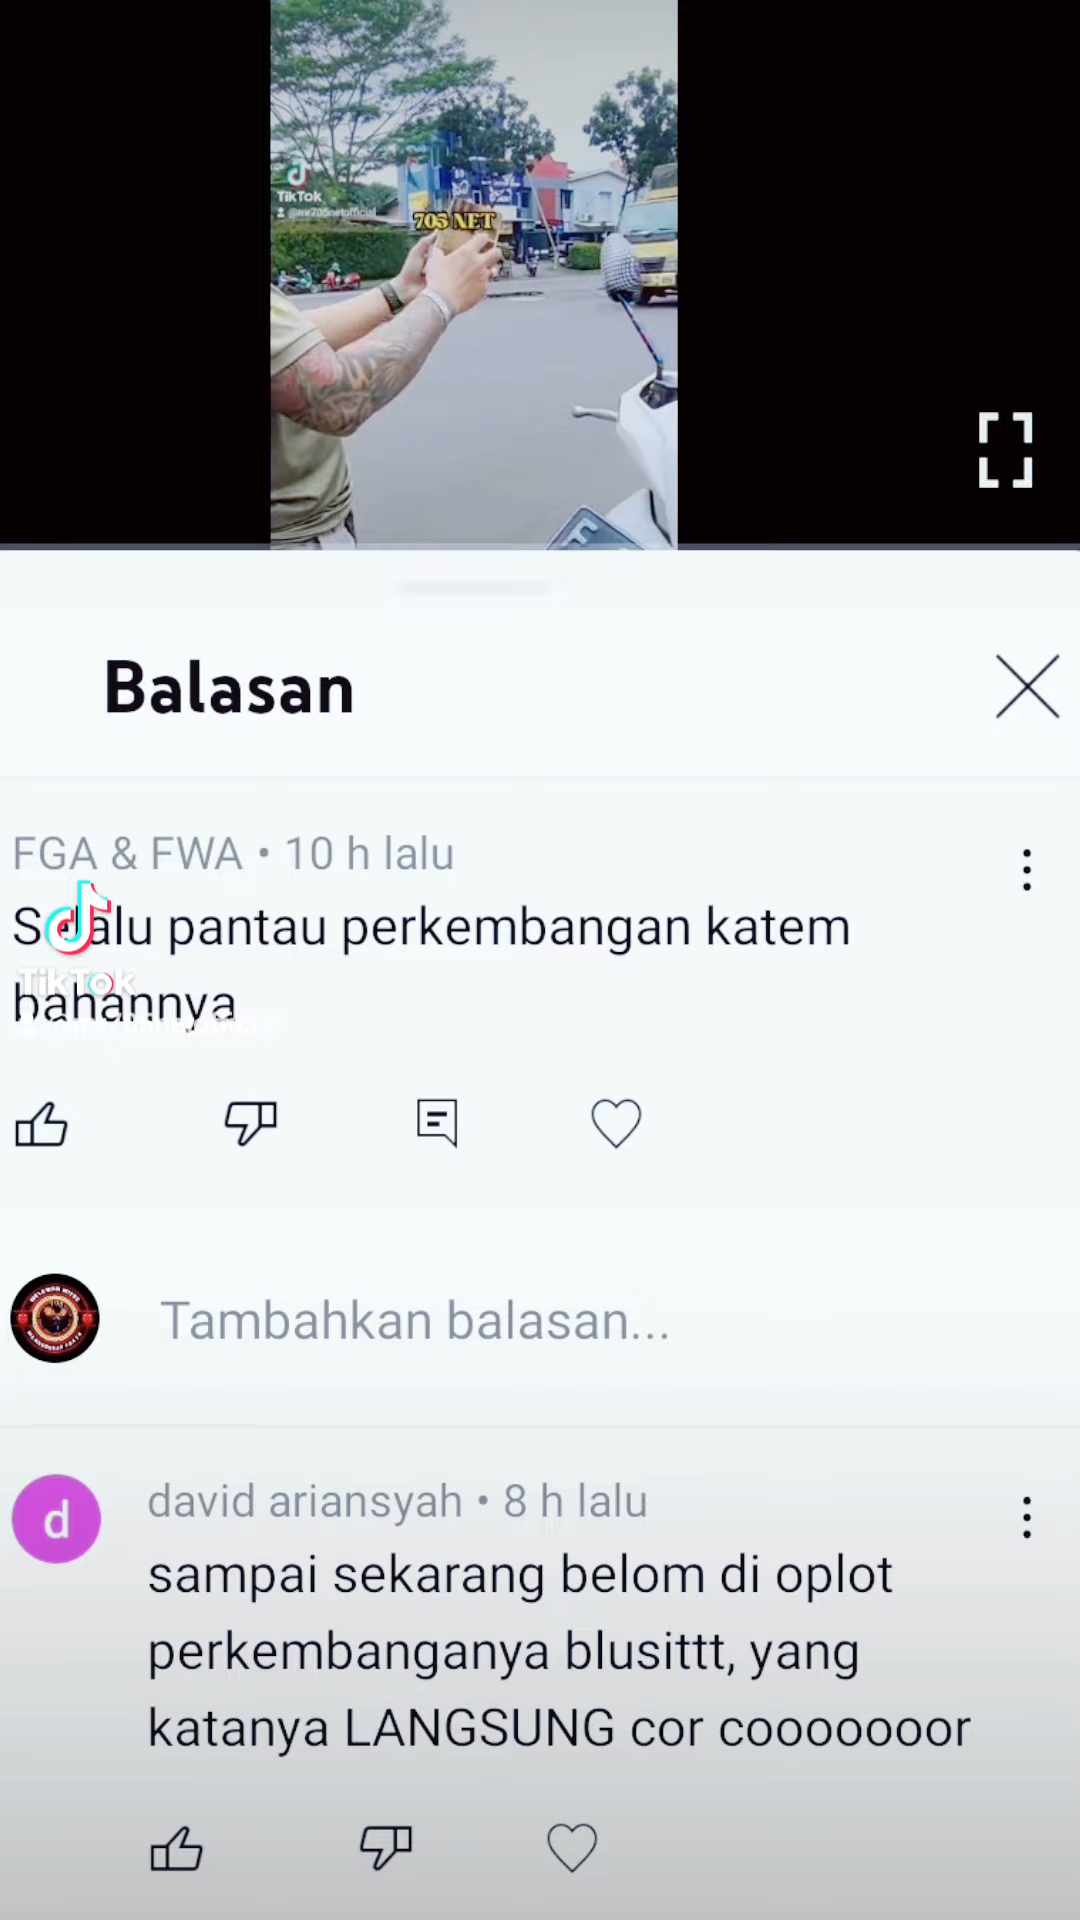 TikTok
@mr705netofficial
705 NET
Balasan
FGA & FWA • 10 h lalu
Selalu pantau perkembangan katem
TikTok
bahannya
Tambahkan balasan...
d
david ariansyah • 8 h lalu
sampai sekarang belom di oplot
perkembanganya blusittt, yang
katanya LANGSUNG cor cooooooor